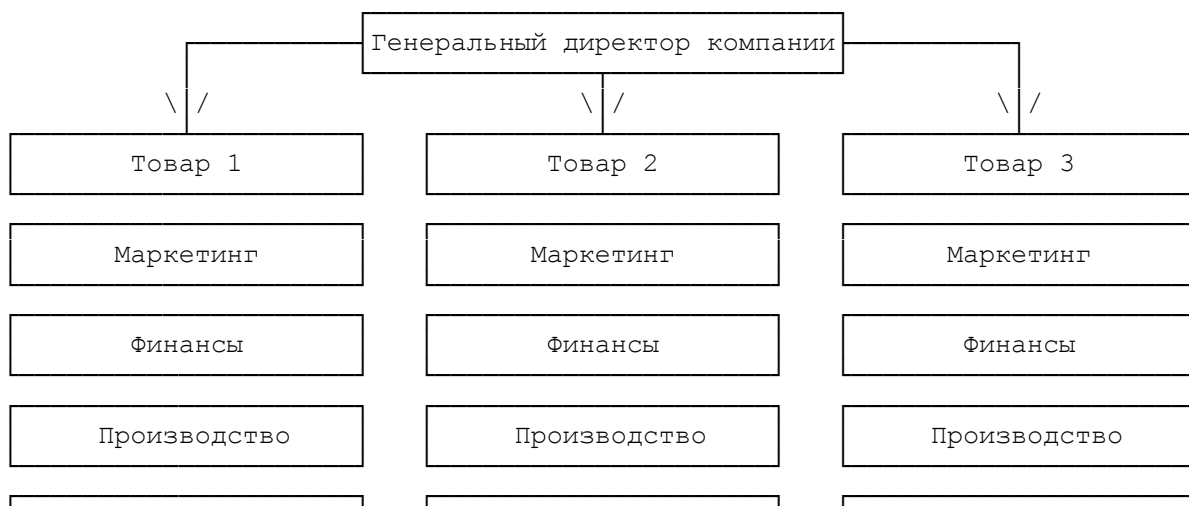 Генеральный директор компании
Товар 1 Товар 2 Товар 3
Маркетинг Маркетинг Маркетинг
Финансы Финансы Финансы
Производство Производство Производство